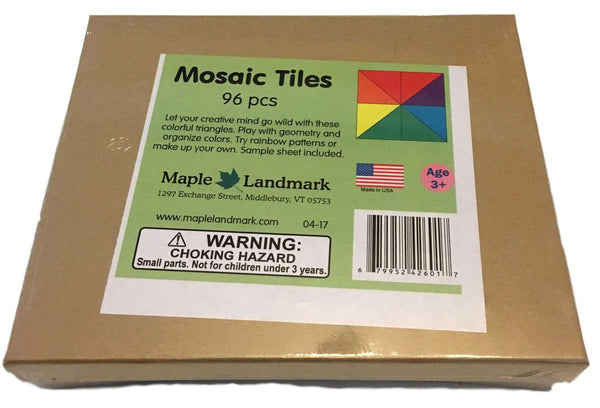 Mosaic Tiles
96 pcs
Let your creative mind go wild with these
colorful triangles. Play with geometry and
organize colors. Try rainbow patterns or
make up your own. Sample sheet included.
Maple Landmark
1297 Exchange Street, Middlebury, VT 05753
www.maplelandmark.com 04-17
Made in USA
Age
3+
WARNING:
CHOKING HAZARD
Small parts. Not for children under 3 years.
6 79952 42601 7